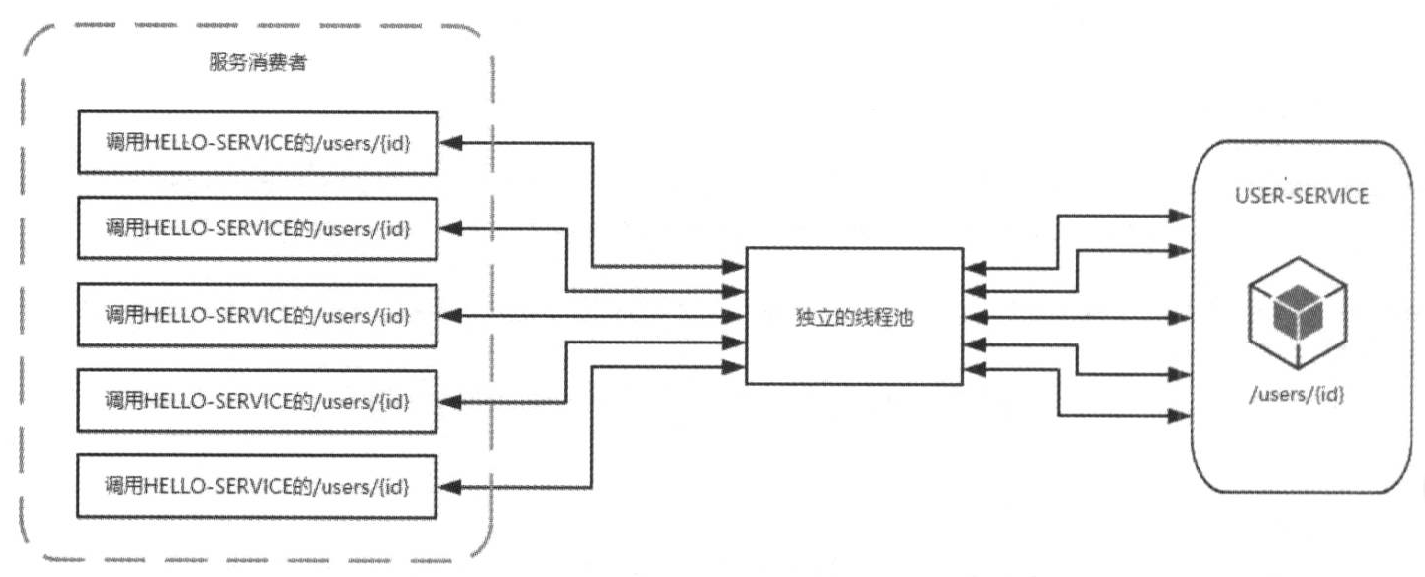 服务消费者
调用HELLO-SERVICE的/users/{id}
调用HELLO-SERVICE的/users/{id}
调用HELLO-SERVICE的/users/{id}
调用HELLO-SERVICE的/users/{id}
调用HELLO-SERVICE的/users/{id}
独立的线程池
USER-SERVICE
/users/{id}